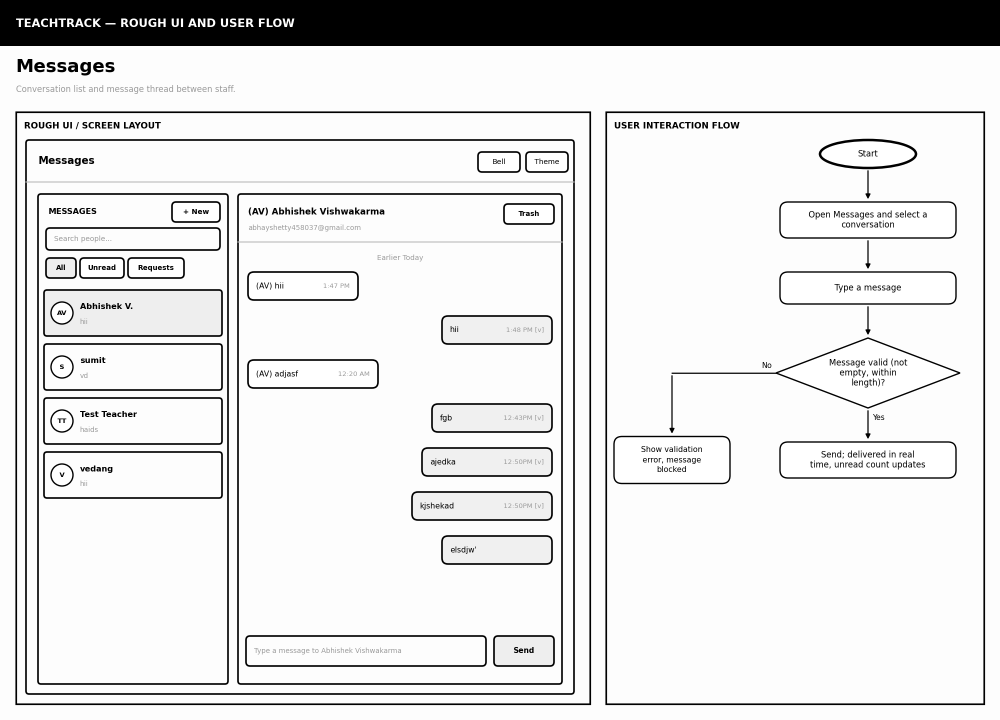 TEACHTRACK — ROUGH UI AND USER FLOW
Messages
Conversation list and message thread between staff.
ROUGH UI / SCREEN LAYOUT
Messages
Bell
Theme
MESSAGES
+ New
Search people...
All
Unread
Requests
AV
Abhishek V.
hii
S
sumit
vd
TT
Test Teacher
haids
V
vedang
hii
(AV) Abhishek Vishwakarma
Trash
abhayshetty458037@gmail.com
Earlier Today
(AV) hii 1:47 PM
hii 1:48 PM [v]
(AV) adjasf 12:20 AM
fgb 12:43PM [v]
ajedka 12:50PM [v]
kjshekad 12:50PM [v]
elsdjw'
Type a message to Abhishek Vishwakarma
Send
USER INTERACTION FLOW
Start
Open Messages and select a
conversation
Type a message
Message valid (not
empty, within
length)?
No
Yes
Show validation
error, message
blocked
Send; delivered in real
time, unread count updates